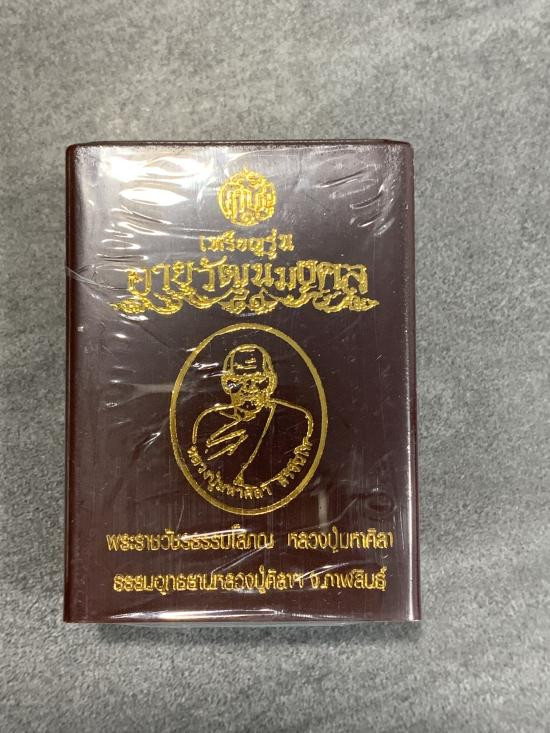 เหรียญรุ่น
อายุวัฒนมงคล
หลวงปู่มหาศิลา สิริจันโท
พระราชวัชรธรรมโสภณ หลวงปู่มหาศิลา
ธรรมอุทยานหลวงปู่ศิลาฯ จ.กาฬสินธุ์